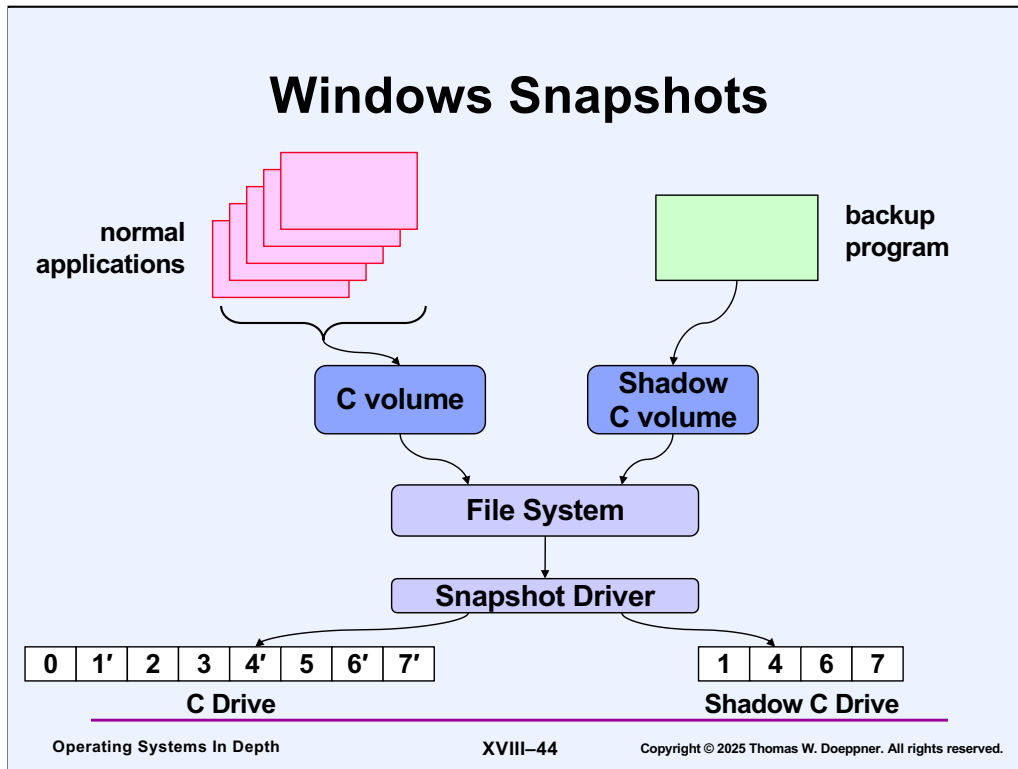 Windows Snapshots
normal
applications
backup
program
C volume
Shadow
C volume
File System
Snapshot Driver
0 1′ 2 3 4′ 5 6′ 7′
1 4 6 7
C Drive
Shadow C Drive
Operating Systems In Depth
XVIII–44
Copyright © 2025 Thomas W. Doeppner. All rights reserved.